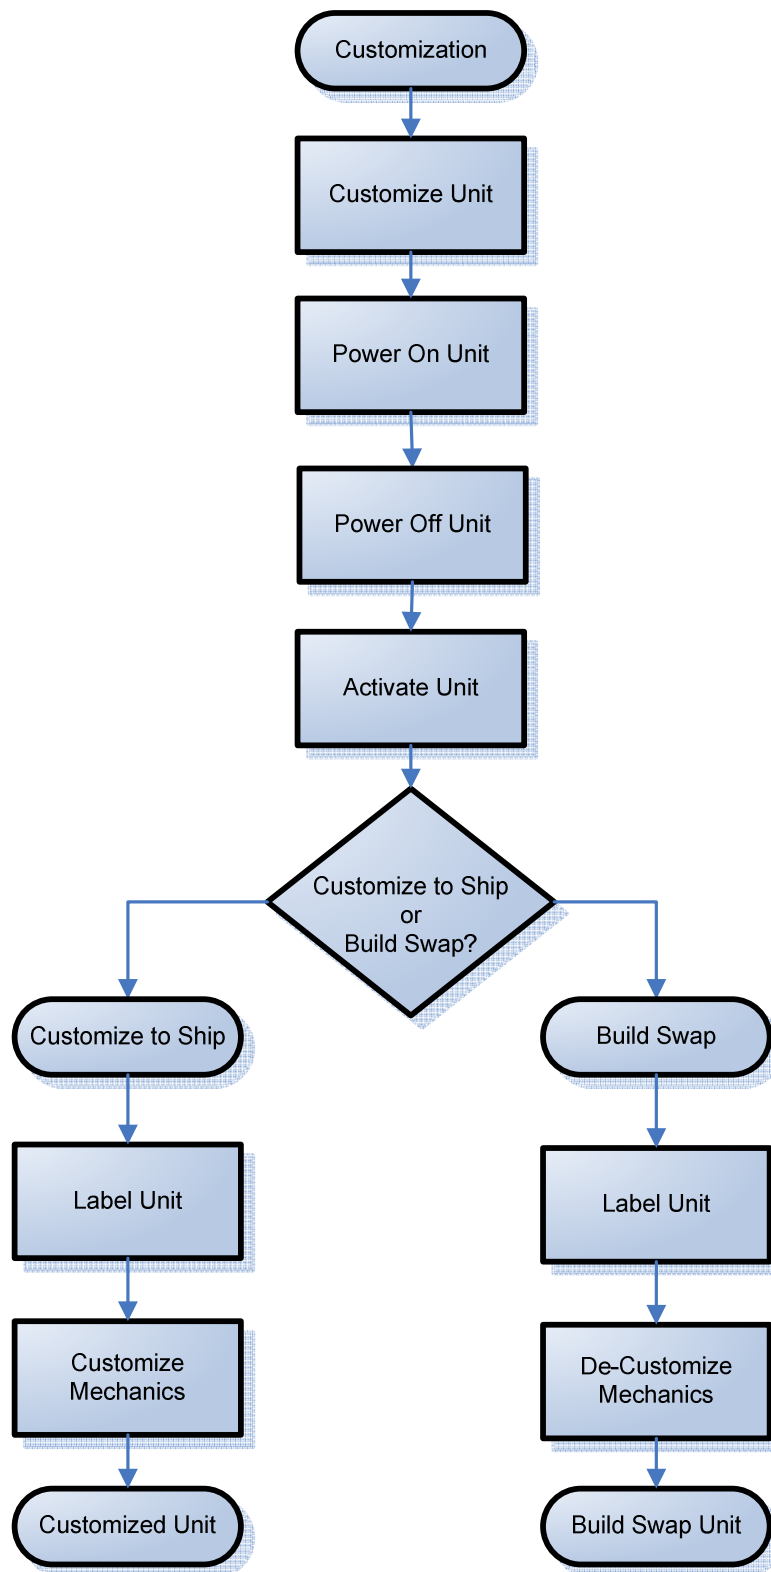 Customization
Customize Unit
Power On Unit
Power Off Unit
Activate Unit
Customize to Ship
or
Build Swap?
Customize to Ship
Build Swap
Label Unit
Label Unit
Customize
Mechanics
De-Customize
Mechanics
Customized Unit
Build Swap Unit